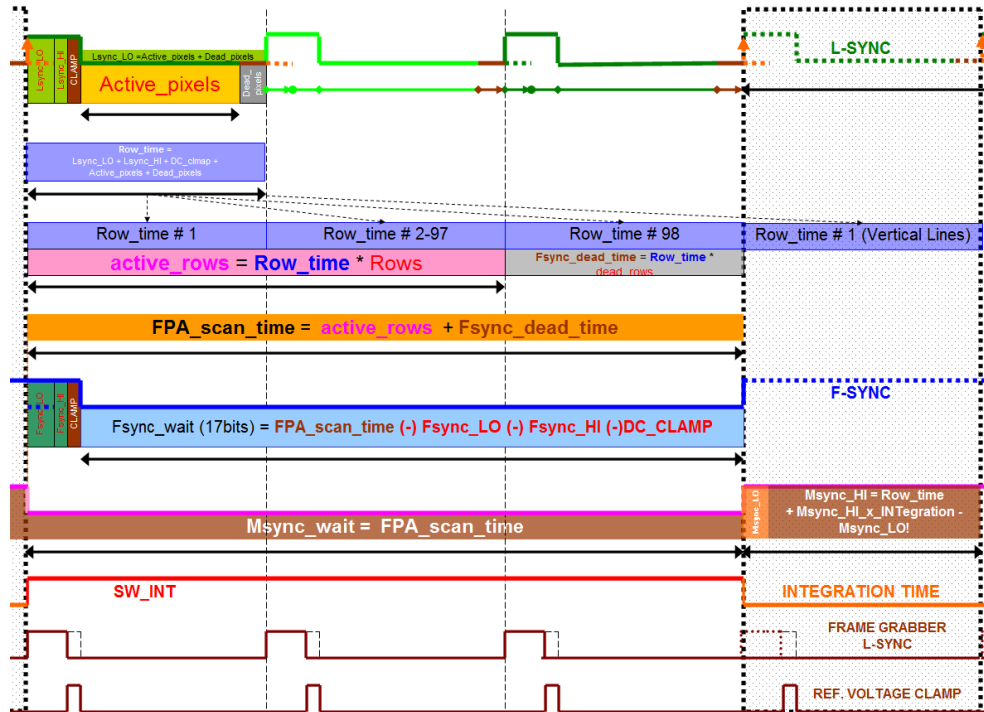 Lsync_LO
Lsync_HI
CLAMP
Lsync_LO =Active_pixels + Dead_pixels
Active_pixels
Dead_
pixels
L-SYNC
Row_time =
Lsync_LO + Lsync_HI + DC_clmap +
Active_pixels + Dead_pixels
Row_time # 1
Row_time # 2-97
Row_time # 98
Row_time # 1 (Vertical Lines)
active_rows = Row_time * Rows
Fsync_dead_time = Row_time *
dead_rows
FPA_scan_time = active_rows + Fsync_dead_time
F-SYNC
Fsync_LO
Fsync_HI
CLAMP
Fsync_wait (17bits) = FPA_scan_time (-) Fsync_LO (-) Fsync_HI (-)DC_CLAMP
Msync_wait = FPA_scan_time
Msync_LO
Msync_HI = Row_time
+ Msync_HI_x_INTegration -
Msync_LO!
SW_INT
INTEGRATION TIME
FRAME GRABBER
L-SYNC
REF. VOLTAGE CLAMP